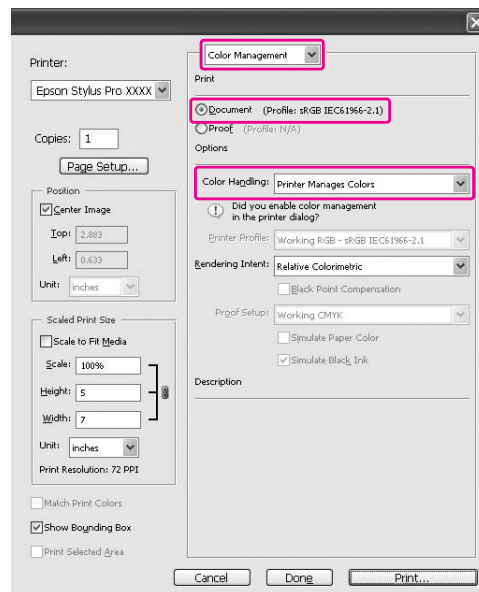 Printer:
Epson Stylus Pro XXXX
Copies: 1
Page Setup...
Position
Center Image
Top: 2.883
Left: 0.633
Unit: inches
Scaled Print Size
Scale to Fit Media
Scale: 100%
Height: 5
Width: 7
Unit: inches
Print Resolution: 72 PPI
Match Print Colors
Show Bounding Box
Print Selected Area
Color Management
Print
Document (Profile: sRGB IEC61966-2.1)
Proof (Profile: N/A)
Options
Color Handling: Printer Manages Colors
Did you enable color management
in the printer dialog?
Printer Profile: Working RGB - sRGB IEC61966-2.1
Rendering Intent: Relative Colorimetric
Black Point Compensation
Proof Setup: Working CMYK
Simulate Paper Color
Simulate Black Ink
Description
Cancel
Done
Print...